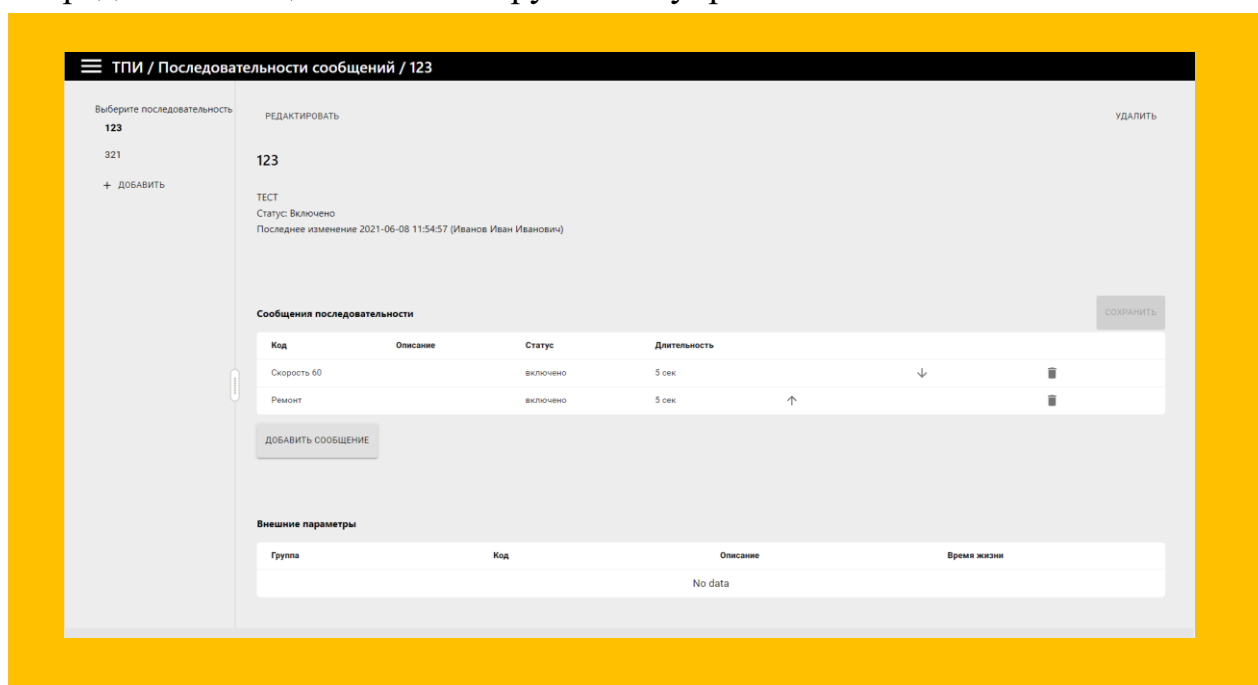 ТПИ / Последовательности сообщений / 123
Выберите последовательность
123
321
+ ДОБАВИТЬ
РЕДАКТИРОВАТЬ
УДАЛИТЬ
123
ТЕСТ
Статус: Включено
Последнее изменение 2021-06-08 11:54:57 (Иванов Иван Иванович)
Сообщения последовательности
СОХРАНИТЬ
Код Описание Статус Длительность
Скорость 60 включено 5 сек
Ремонт включено 5 сек
ДОБАВИТЬ СООБЩЕНИЕ
Внешние параметры
Группа Код Описание Время жизни
No data